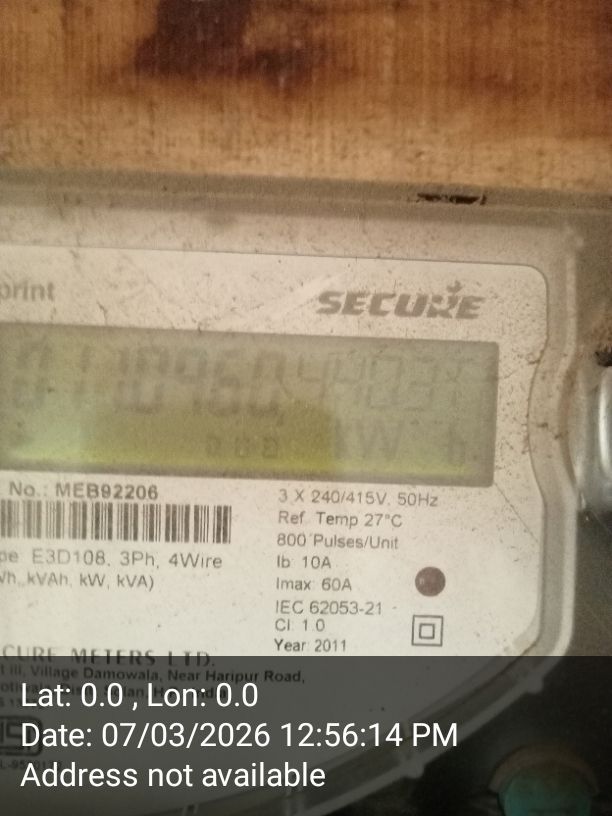 print
SECURE
No.: MEB92206
3 X 240/415V, 50Hz
Ref. Temp 27°C
800 Pulses/Unit
pe E3D108, 3Ph, 4Wire
Ib: 10A
Wh, kVAh, kW, kVA)
Imax: 60A
IEC 62053-21
Cl: 1.0
Year: 2011
CURE METERS LTD.
t III, Village Damowala, Near Haripur Road,
Lat: 0.0 , Lon: 0.0
Date: 07/03/2026 12:56:14 PM
Address not available